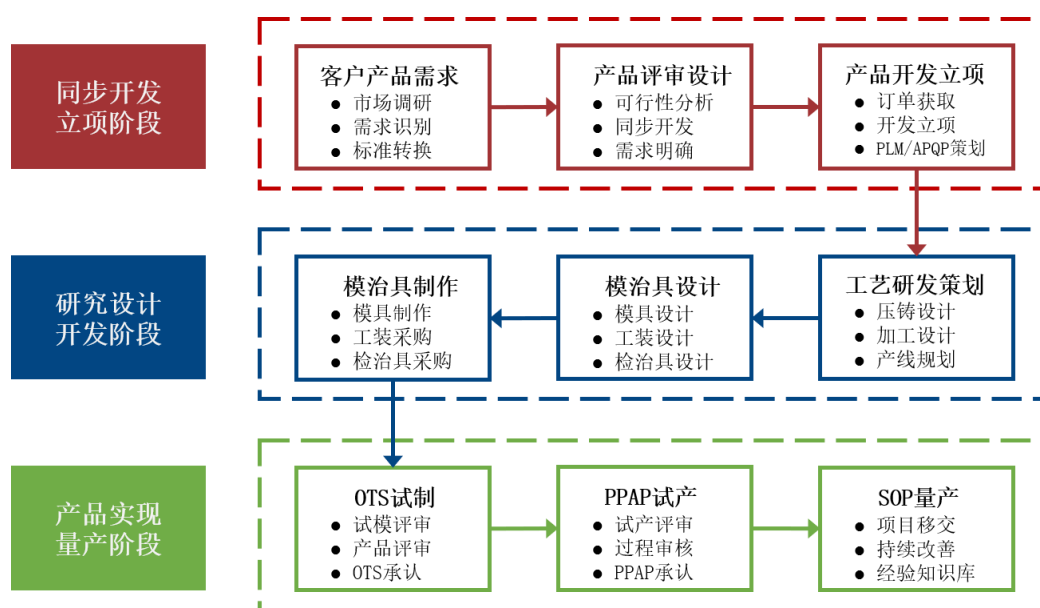 同步开发
立项阶段
客户产品需求
● 市场调研
● 需求识别
● 标准转换
产品评审设计
● 可行性分析
● 同步开发
● 需求明确
产品开发立项
● 订单获取
● 开发立项
● PLM/APQP策划
研究设计
开发阶段
模治具制作
● 模具制作
● 工装采购
● 检治具采购
模治具设计
● 模具设计
● 工装设计
● 检治具设计
工艺研发策划
● 压铸设计
● 加工设计
● 产线规划
产品实现
量产阶段
OTS试制
● 试模评审
● 产品评审
● OTS承认
PPAP试产
● 试产评审
● 过程审核
● PPAP承认
SOP量产
● 项目移交
● 持续改善
● 经验知识库